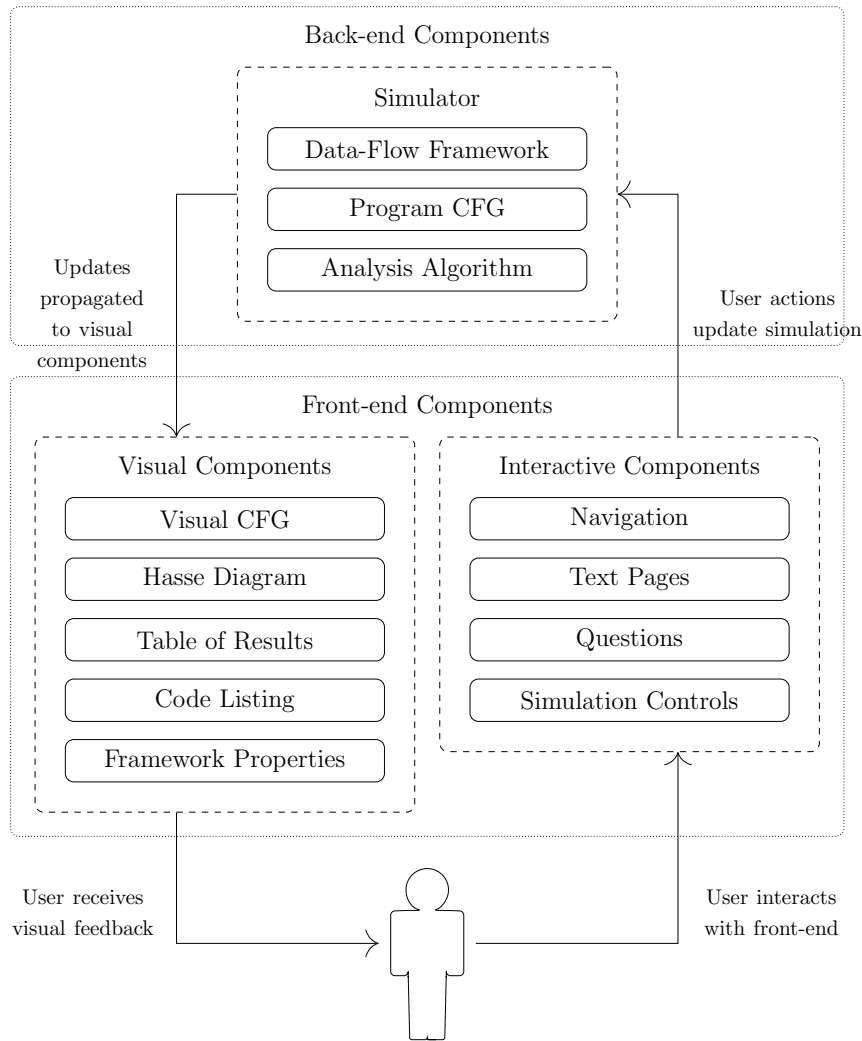 Back-end Components
Simulator
Data-Flow Framework
Program CFG
Analysis Algorithm
Updates
propagated
to visual
components
User actions
update simulation
Front-end Components
Visual Components
Visual CFG
Hasse Diagram
Table of Results
Code Listing
Framework Properties
Interactive Components
Navigation
Text Pages
Questions
Simulation Controls
User receives
visual feedback
User interacts
with front-end